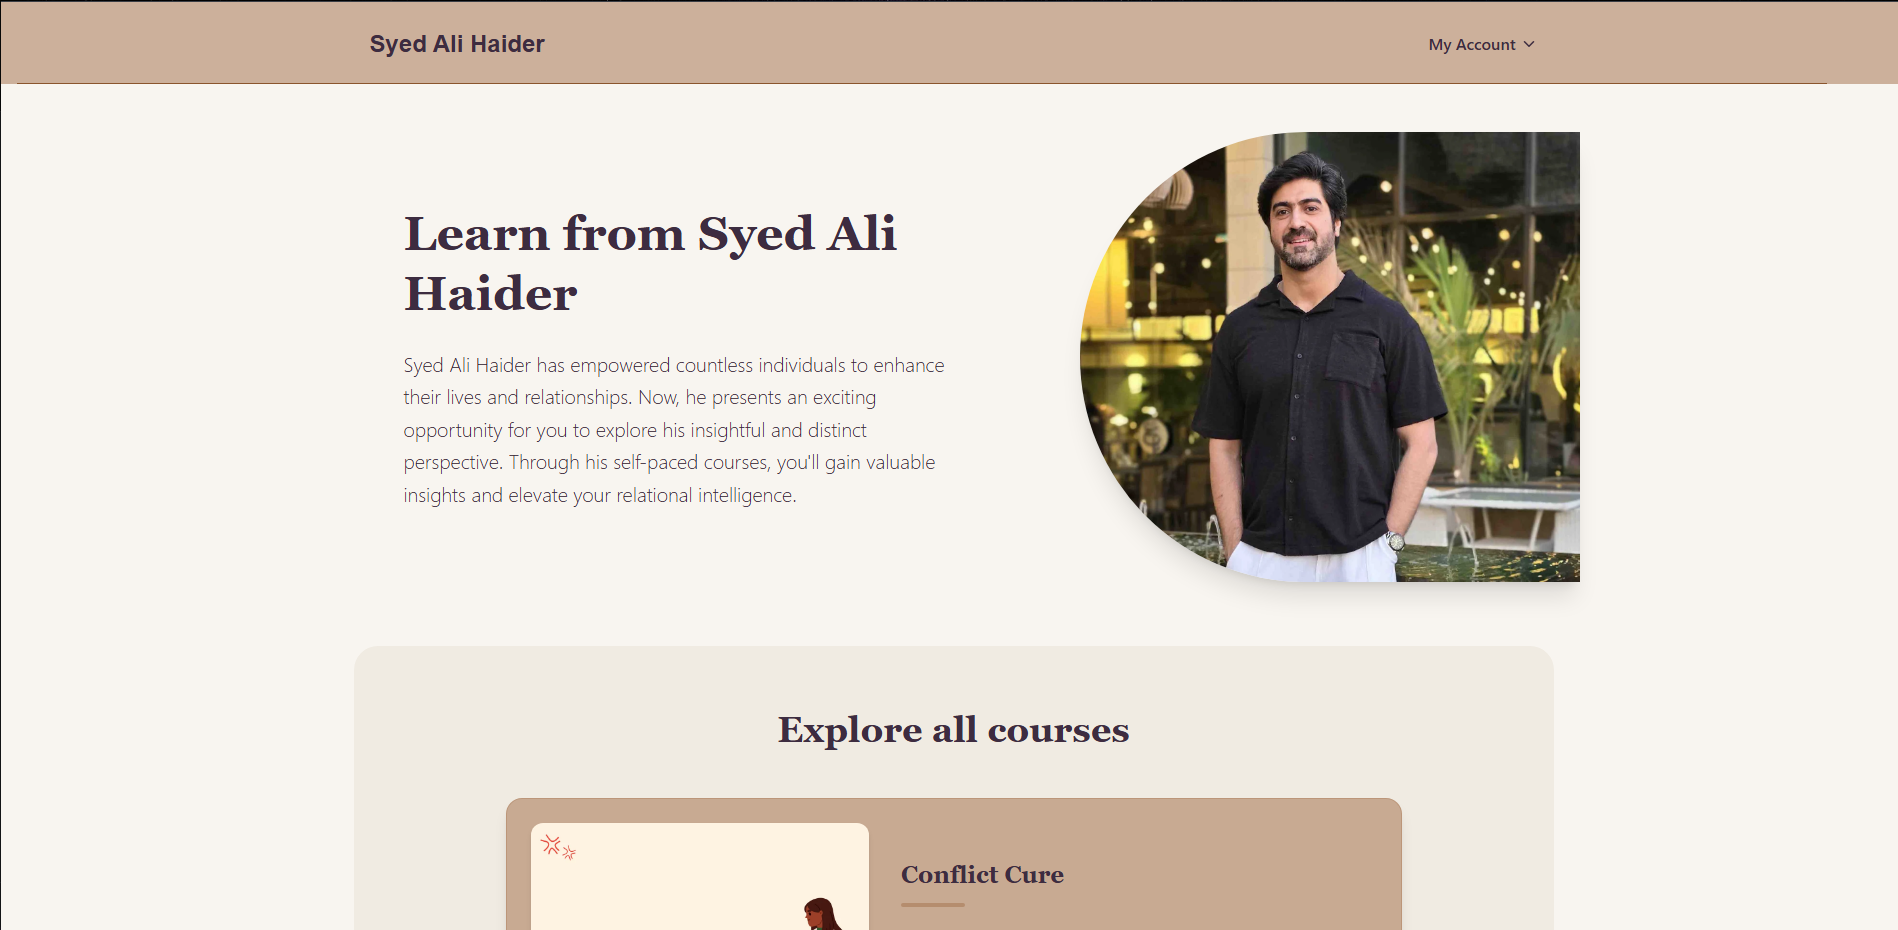 Syed Ali Haider
My Account
Learn from Syed Ali
Haider
Syed Ali Haider has empowered countless individuals to enhance
their lives and relationships. Now, he presents an exciting
opportunity for you to explore his insightful and distinct
perspective. Through his self-paced courses, you'll gain valuable
insights and elevate your relational intelligence.
Explore all courses
Conflict Cure